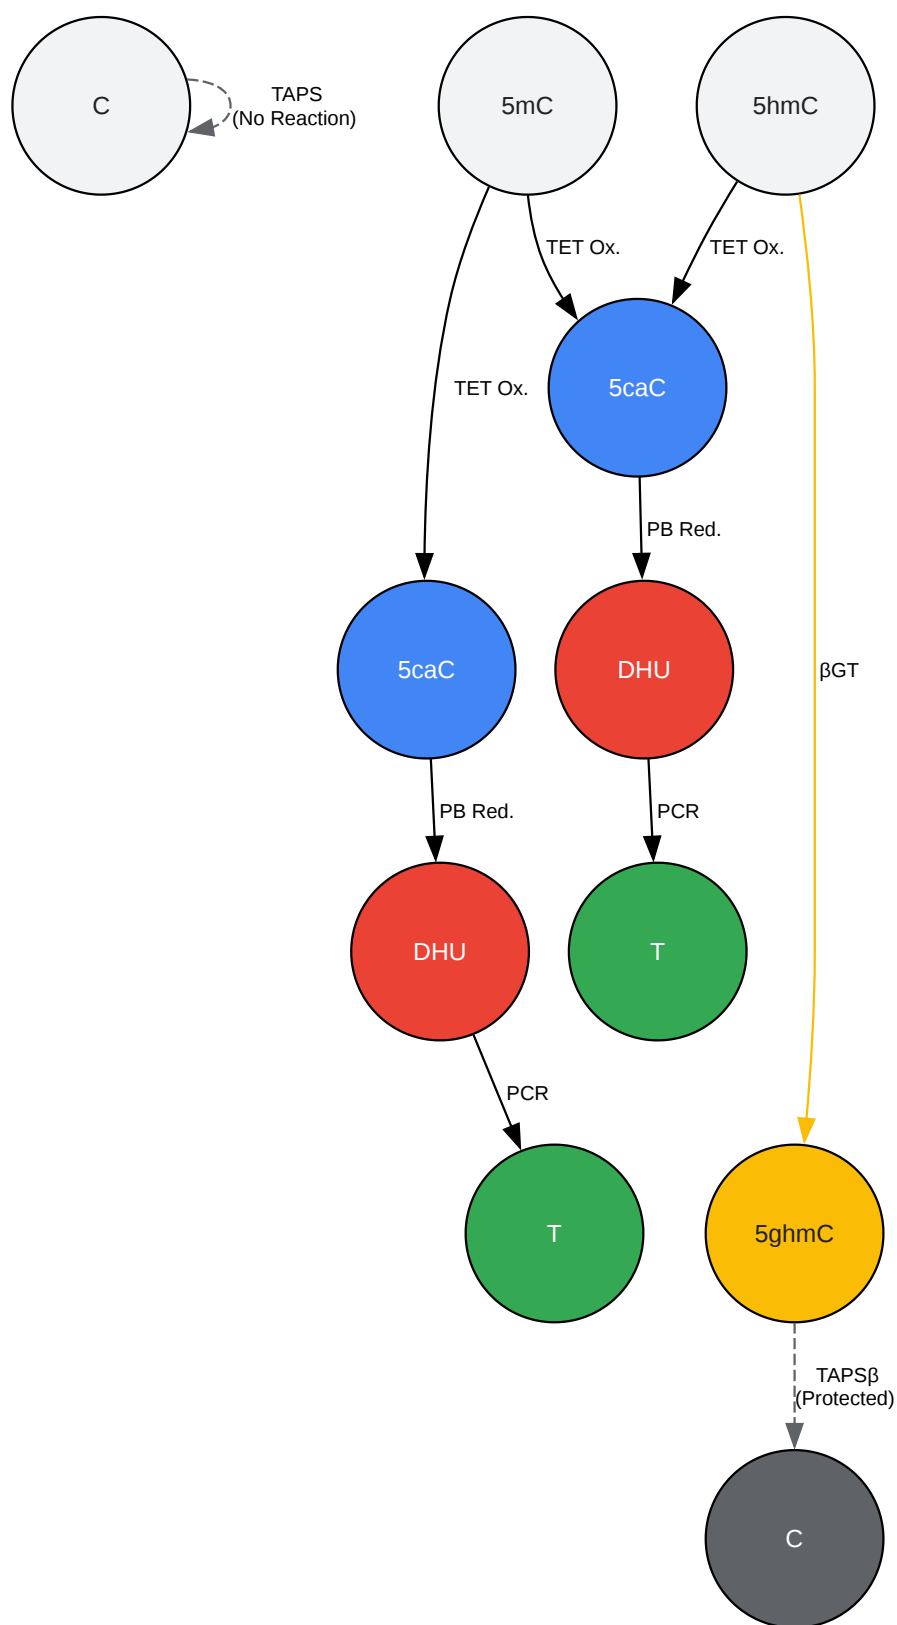 C
TAPS
(No Reaction)
5mC
5hmC
TET Ox.
TET Ox.
TET Ox.
5caC
PB Red.
5caC
DHU
βGT
PB Red.
PCR
DHU
T
PCR
T
5ghmC
TAPSβ
(Protected)
C